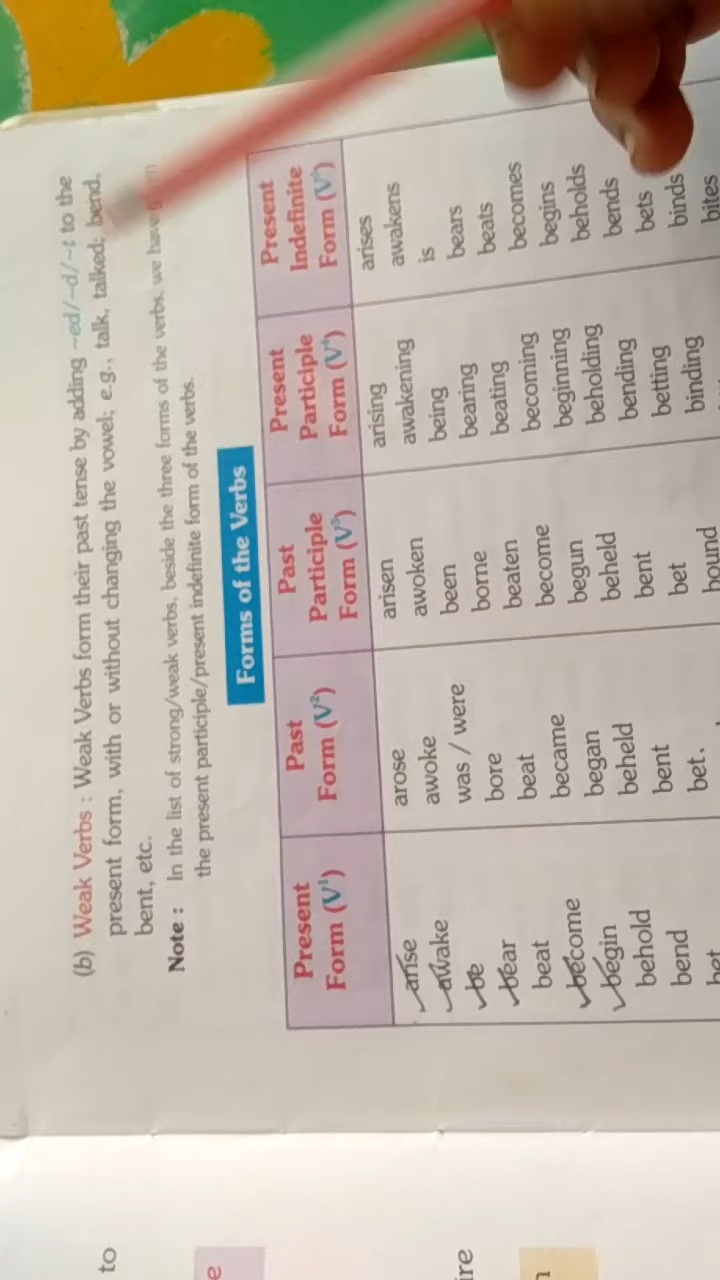 (b) Weak Verbs : Weak Verbs form their past tense by adding –ed/–d/–t to the
present form, with or without changing the vowel; e.g., talk, talked; bend,
bent, etc.
Note : In the list of strong/weak verbs, beside the three forms of the verbs, we have
the present participle/present indefinite form of the verbs.
Forms of the Verbs
Present Form (V¹) Past Form (V²) Past Participle Form (V³) Present Participle Form (V⁴) Present Indefinite Form (V⁵)
arise arose arisen arising arises
awake awoke awoken awakening awakens
be was / were been being is
bear bore borne bearing bears
beat beat beaten beating beats
become became become becoming becomes
begin began begun beginning begins
behold beheld beheld beholding beholds
bend bent bent bending bends
bet bet. bet betting bets
bound binding binds
bites
to
e
ire
n